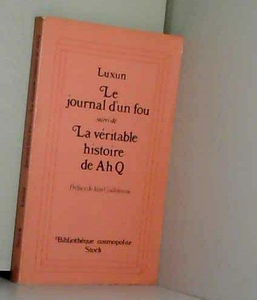 Luxun
Le
journal d'un fou
suivi de
La véritable
histoire
de Ah Q
Préface de
Bibliothèque cosmopolite
Stock